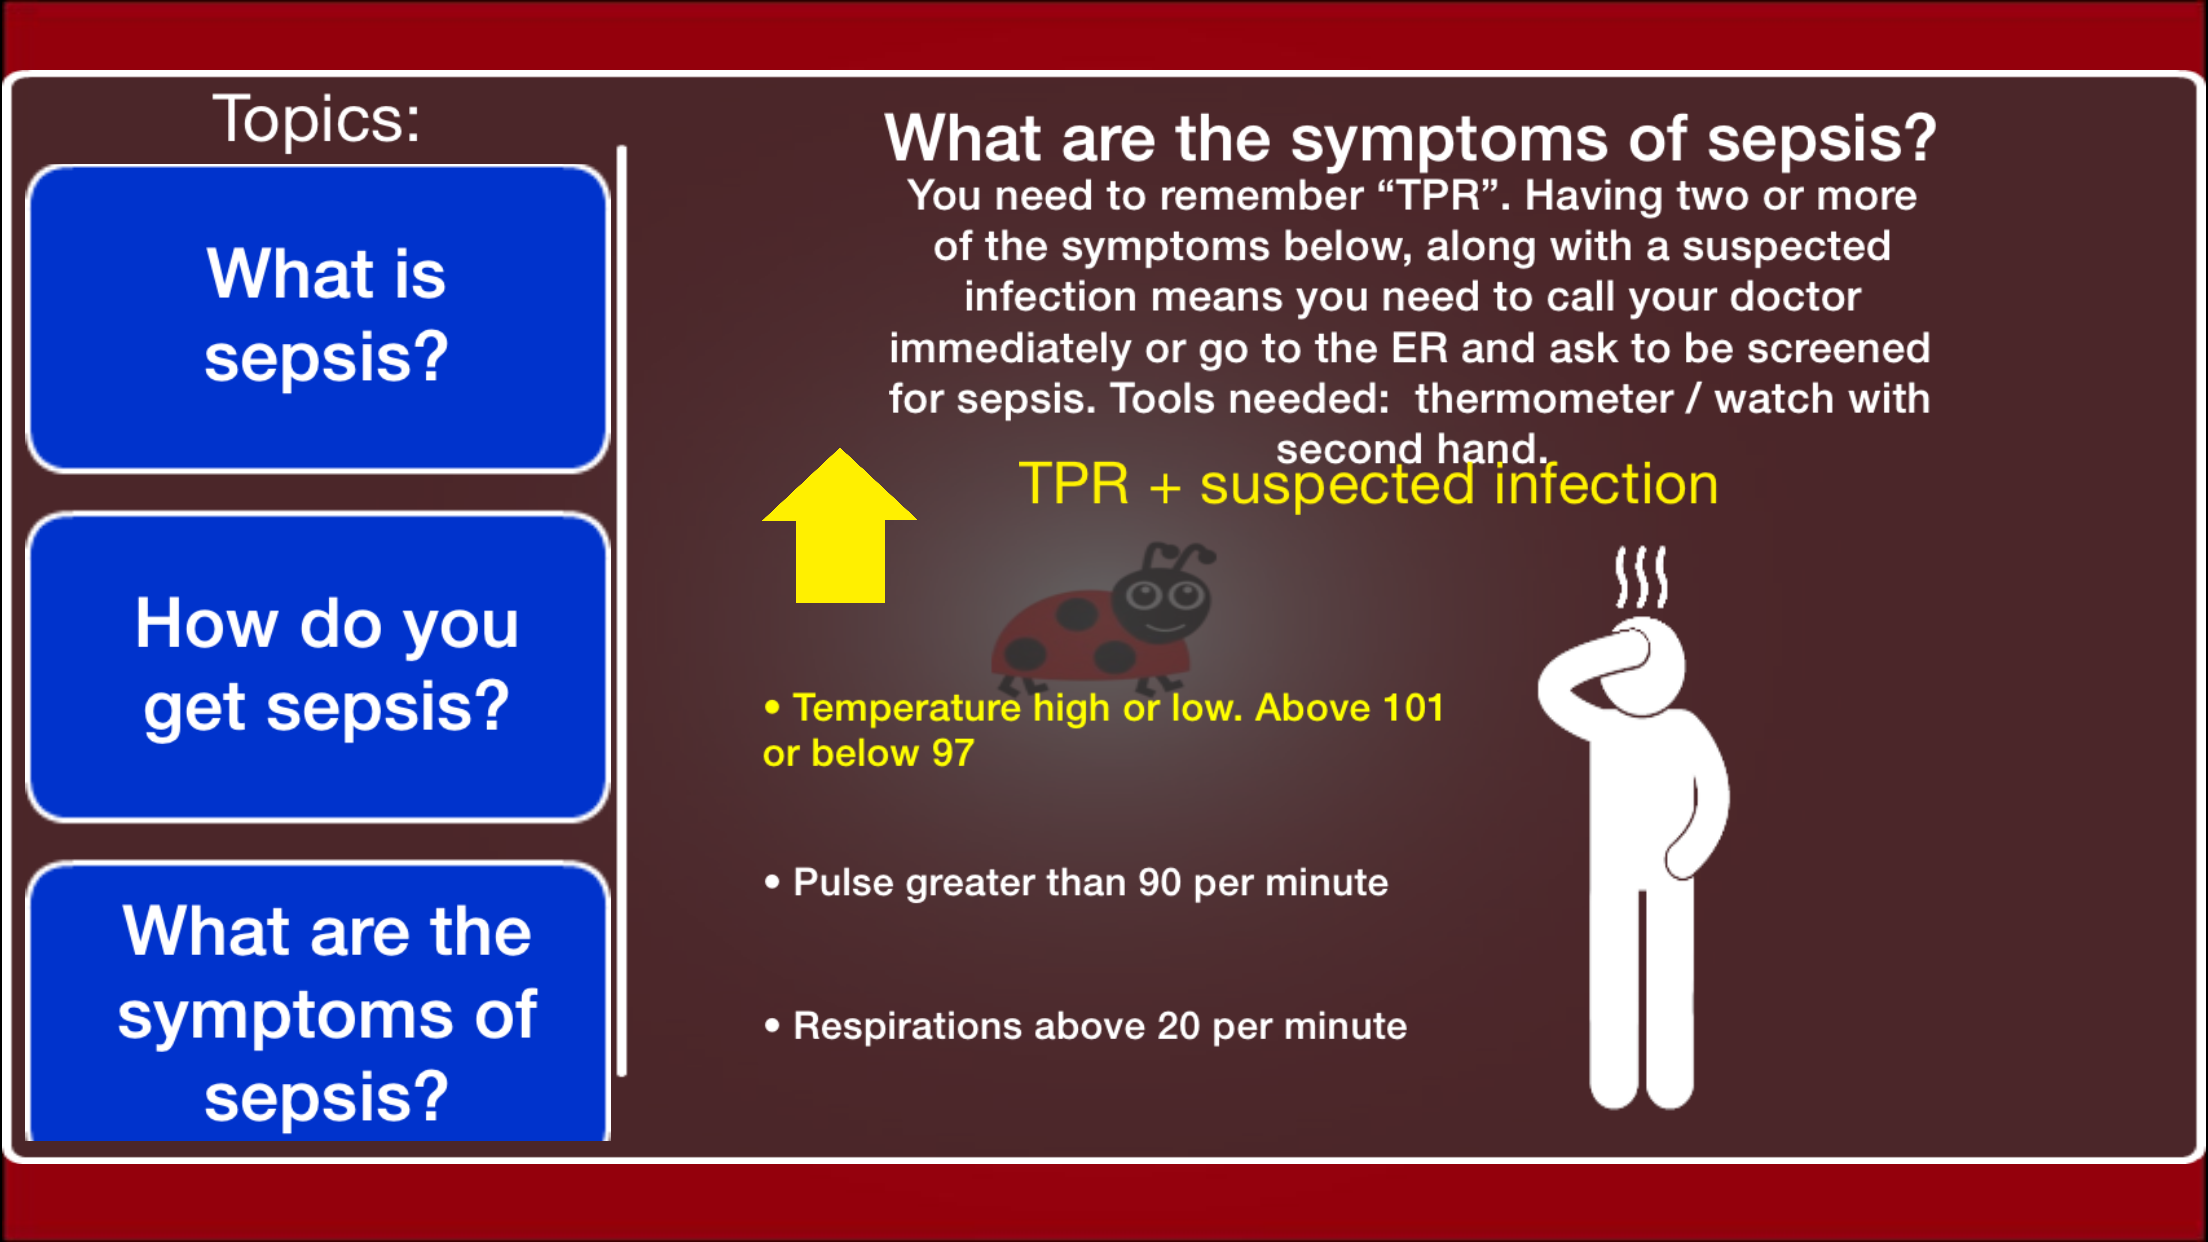 Topics:
What is
sepsis?
How do you
get sepsis?
What are the
symptoms of
sepsis?
What are the symptoms of sepsis?
You need to remember “TPR”. Having two or more
of the symptoms below, along with a suspected
infection means you need to call your doctor
immediately or go to the ER and ask to be screened
for sepsis. Tools needed:  thermometer / watch with
second hand.
TPR + suspected infection
• Temperature high or low. Above 101
or below 97
• Pulse greater than 90 per minute
• Respirations above 20 per minute